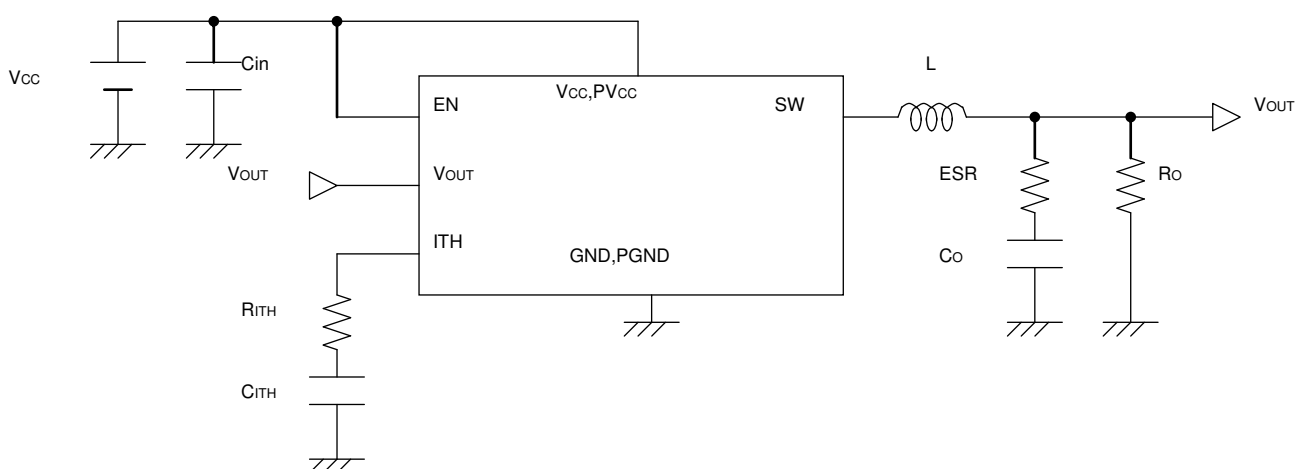 VCC
Cin
EN
VCC,PVCC
SW
L
VOUT
VOUT
VOUT
ESR
RO
ITH
GND,PGND
CO
RITH
CITH